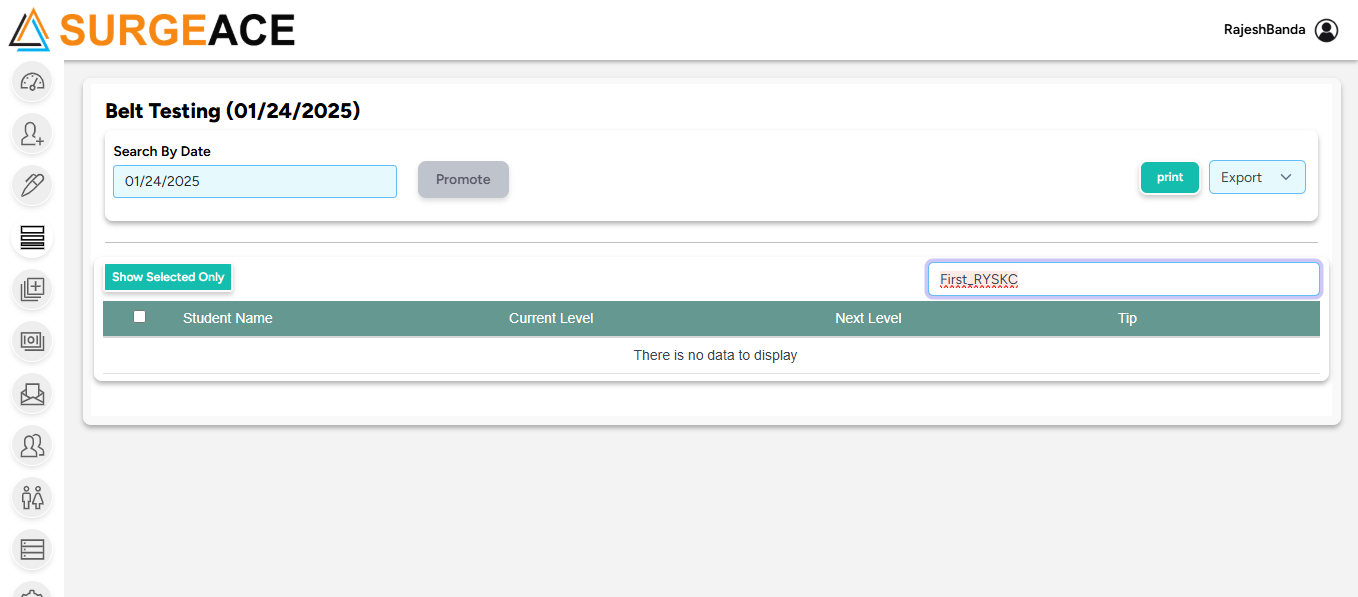 SURGEACE
RajeshBanda
Belt Testing (01/24/2025)
Search By Date
01/24/2025
Promote
print
Export
Show Selected Only
First_RYSKC
Student Name Current Level Next Level Tip
There is no data to display